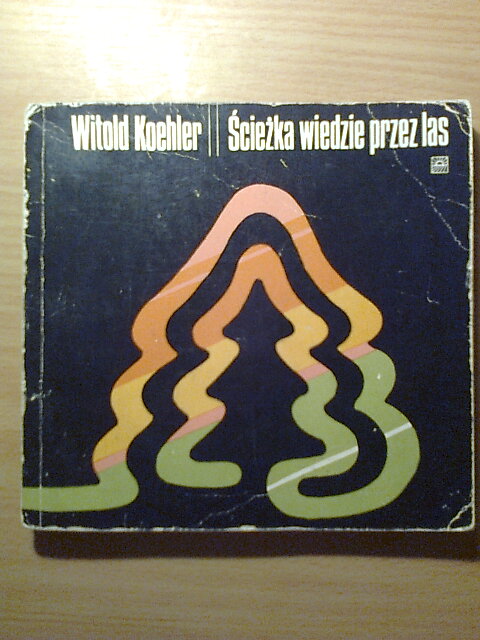 Witold Koehler || Ścieżka wiedzie przez las